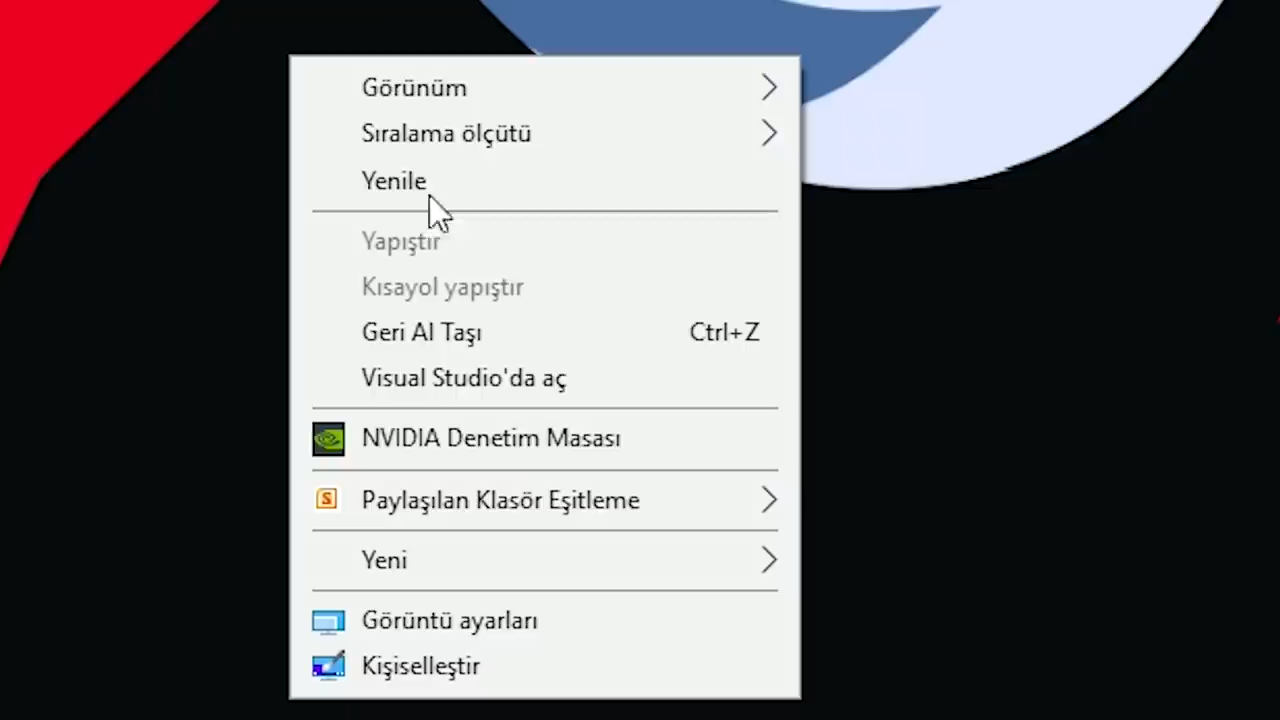 Görünüm
Sıralama ölçütü
Yenile
Yapıştır
Kısayol yapıştır
Geri Al Taşı Ctrl+Z
Visual Studio'da aç
NVIDIA Denetim Masası
S Paylaşılan Klasör Eşitleme
Yeni
Görüntü ayarları
Kişiselleştir